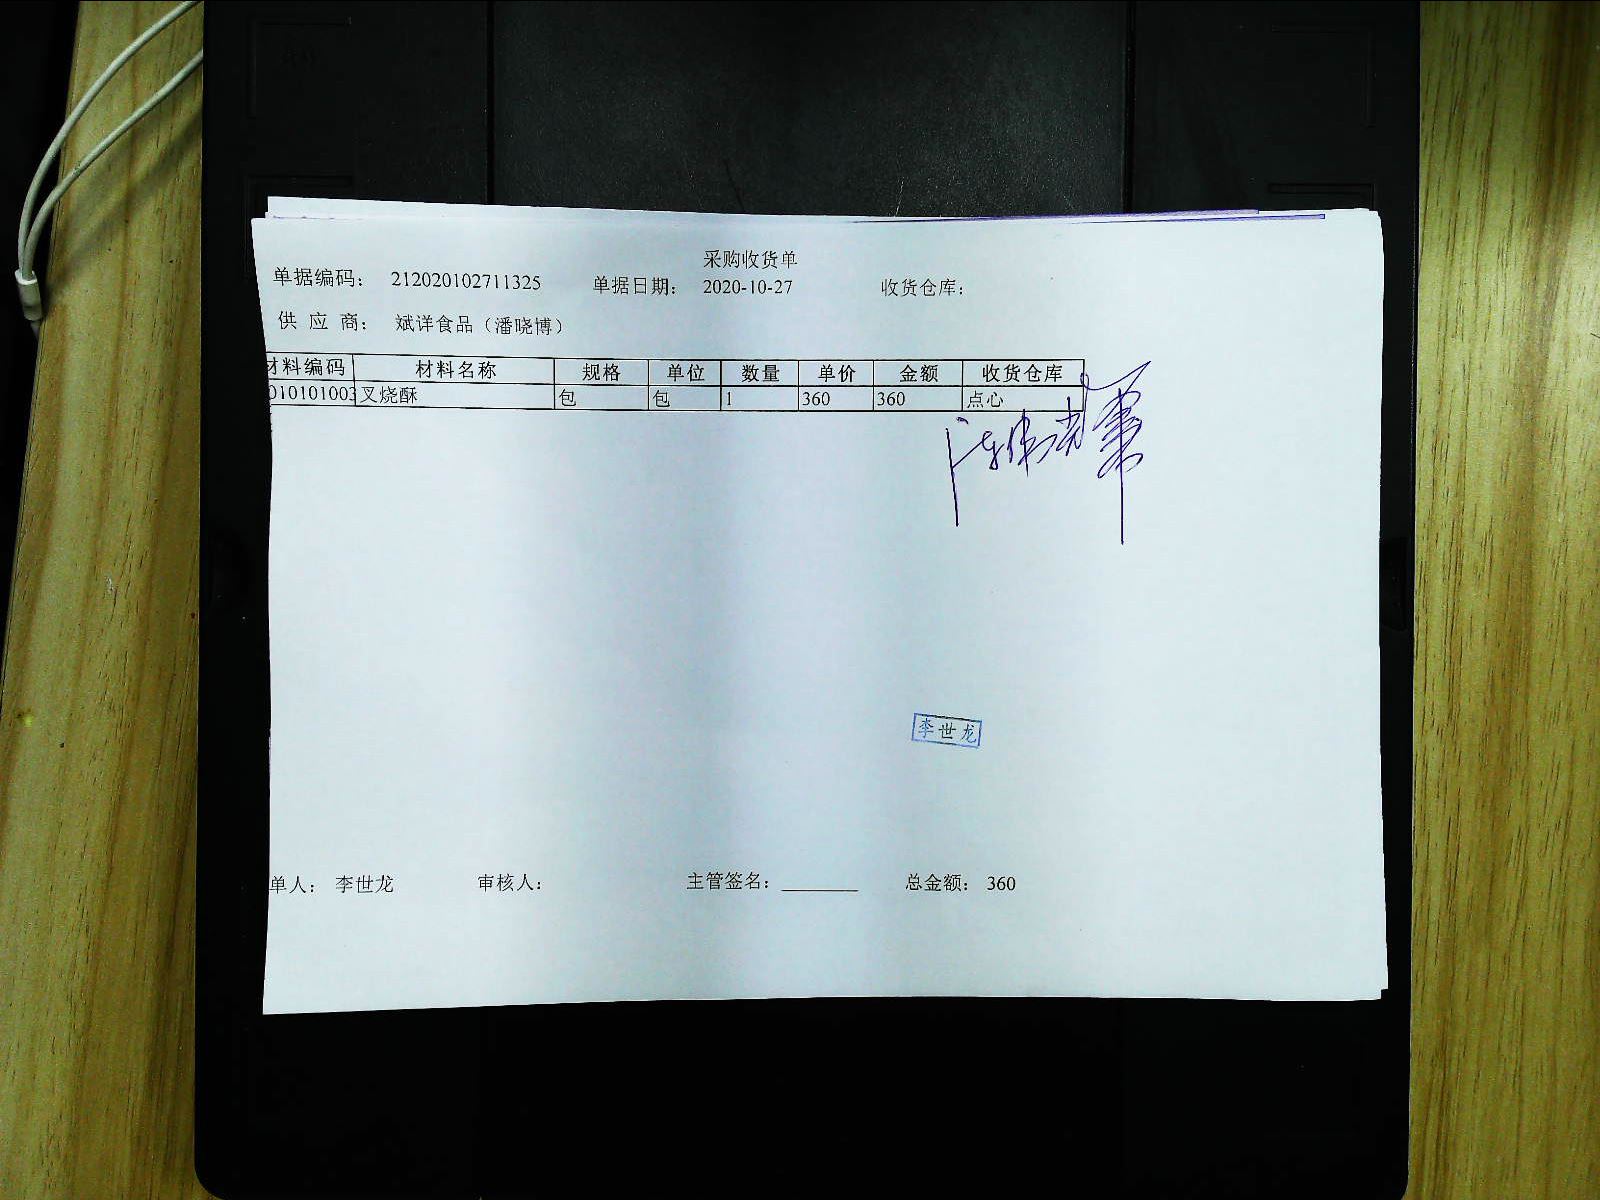 采购收货单
单据编码： 212020102711325 单据日期： 2020-10-27 收货仓库：
供 应 商： 斌洋食品（潘晓博）
材料编码 材料名称 规格 单位 数量 单价 金额 收货仓库
010101003 叉烧酥 包 包 1 360 360 点心
李世龙
单人： 李世龙 审核人： 主管签名：________ 总金额： 360